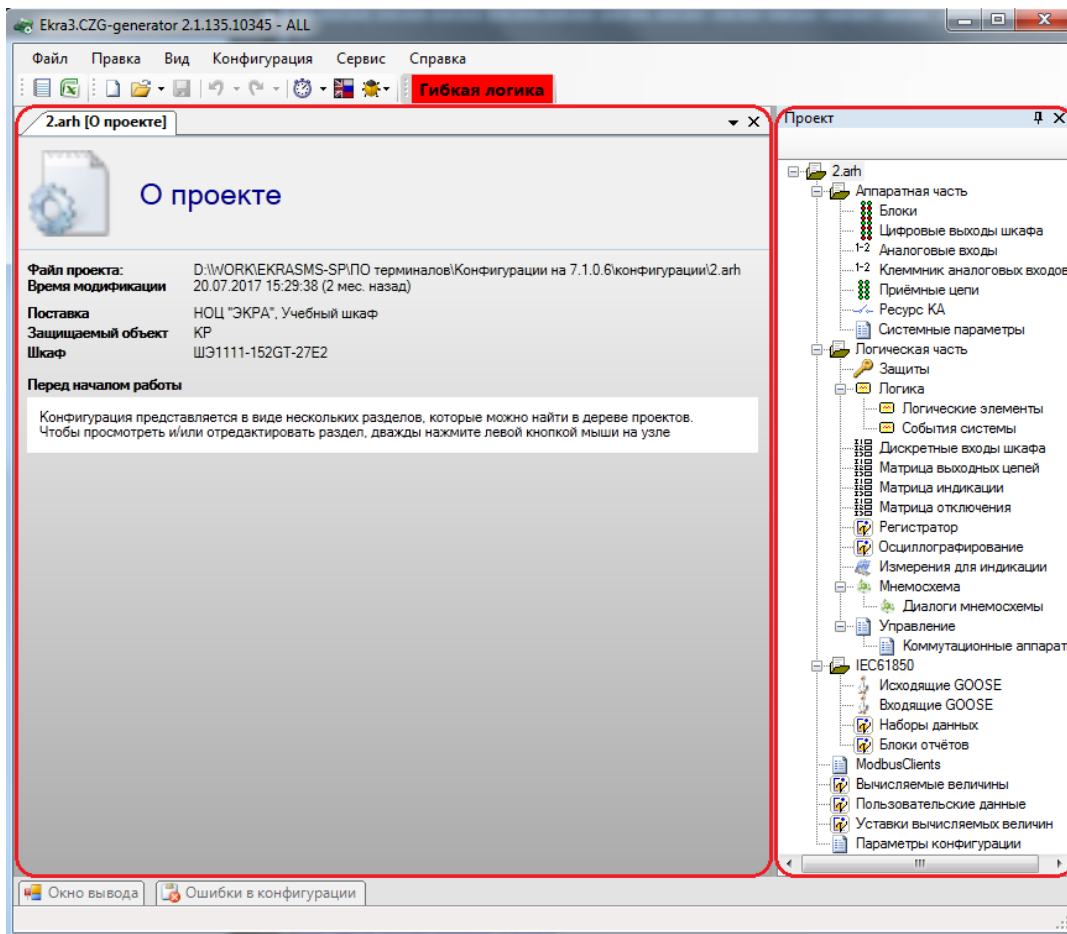 Ekra3.CZG-generator 2.1.135.10345 - ALL
Файл Правка Вид Конфигурация Сервис Справка
Гибкая логика
2.arh [О проекте]
О проекте
Файл проекта: D:\WORK\EKRASMS-SP\ПО терминалов\Конфигурации на 7.1.0.6\конфигурации\2.arh
Время модификации 20.07.2017 15:29:38 (2 мес. назад)
Поставка НОЦ "ЭКРА", Учебный шкаф
Защищаемый объект КР
Шкаф ШЭ1111-152GT-27E2
Перед началом работы
Конфигурация представляется в виде нескольких разделов, которые можно найти в дереве проектов.
Чтобы просмотреть и/или отредактировать раздел, дважды нажмите левой кнопкой мыши на узле
Проект
2.arh
Аппаратная часть
Блоки
Цифровые выходы шкафа
1-2 Аналоговые входы
1-2 Клеммник аналоговых входов
Приёмные цепи
Ресурс КА
Системные параметры
Логическая часть
Защиты
Логика
Логические элементы
События системы
Дискретные входы шкафа
Матрица выходных цепей
Матрица индикации
Матрица отключения
Регистратор
Осциллографирование
Измерения для индикации
Мнемосхема
Диалоги мнемосхемы
Управление
Коммутационные аппарат
IEC61850
Исходящие GOOSE
Входящие GOOSE
Наборы данных
Блоки отчётов
ModbusClients
Вычисляемые величины
Пользовательские данные
Уставки вычисляемых величин
Параметры конфигурации
Окно вывода Ошибки в конфигурации